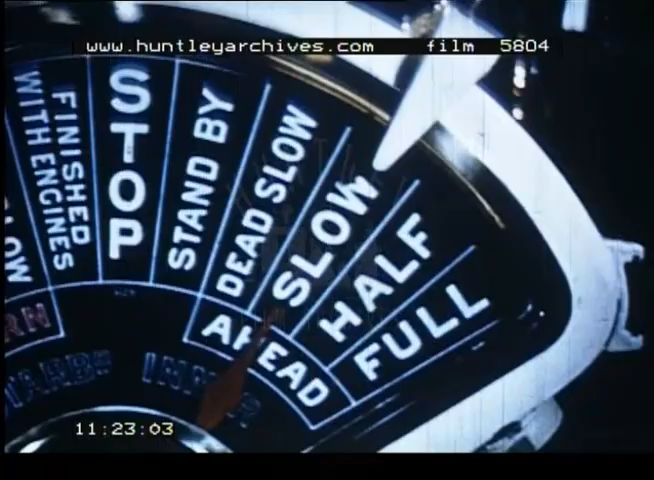 www.huntleyarchives.com film 5804
FINISHED
WITH ENGINES
STOP
STAND BY
DEAD SLOW
SLOW
HALF
FULL
AHEAD
11:23:03